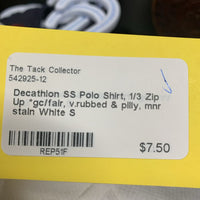 The Tack Collector
542925-12
Decathlon SS Polo Shirt, 1/3 Zip
Up *gc/fair, v.rubbed & pilly, mnr
stain White S
$7.50
REP51F